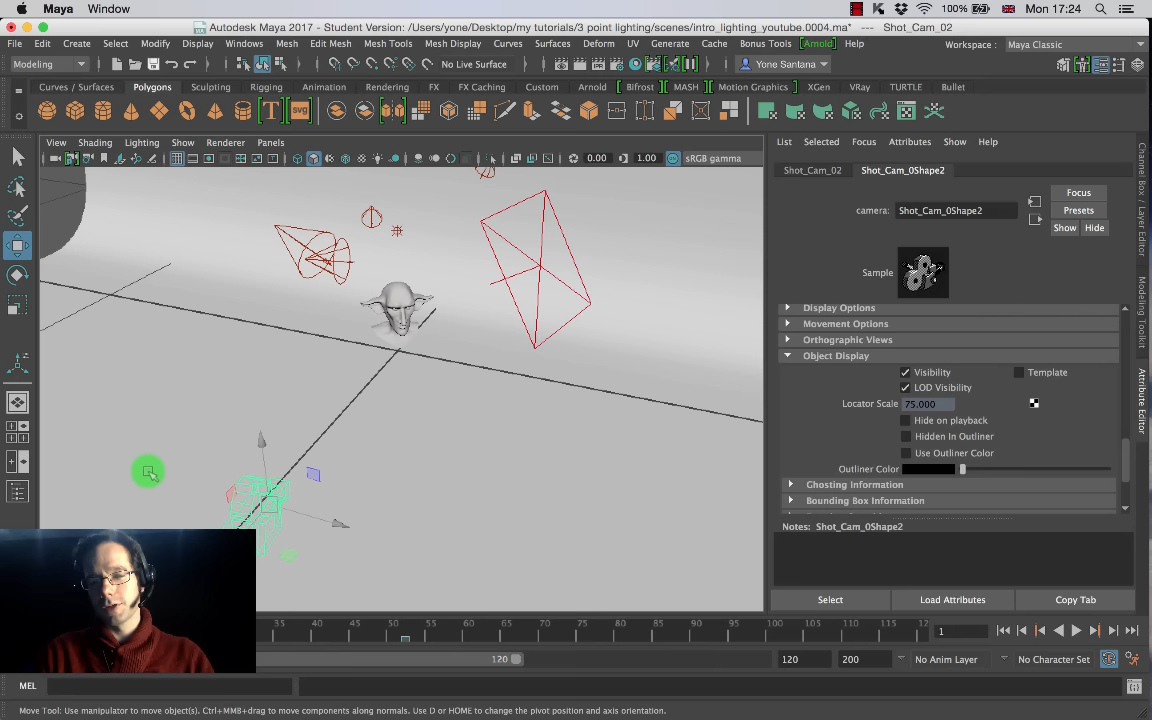 Maya Window 100% Mon 17:24
Autodesk Maya 2017 - Student Version: /Users/yone/Desktop/my tutorials/3 point lighting/scenes/intro_lighting_youtube.0004.ma* --- Shot_Cam_02
File Edit Create Select Modify Display Windows Mesh Edit Mesh Mesh Tools Mesh Display Curves Surfaces Deform UV Generate Cache Bonus Tools [Arnold] Help Workspace : Maya Classic
Modeling No Live Surface Yone Santana
Curves / Surfaces Polygons Sculpting Rigging Animation Rendering FX FX Caching Custom Arnold Bifrost MASH Motion Graphics XGen VRay TURTLE Bullet
View Shading Lighting Show Renderer Panels
0.00 1.00 sRGB gamma
List Selected Focus Attributes Show Help
Shot_Cam_02 Shot_Cam_0Shape2
camera: Shot_Cam_0Shape2
Focus
Presets
Show Hide
Sample
Display Options
Movement Options
Orthographic Views
Object Display
Visibility Template
LOD Visibility
Locator Scale 75.000
Hide on playback
Hidden In Outliner
Use Outliner Color
Outliner Color
Ghosting Information
Bounding Box Information
Notes: Shot_Cam_0Shape2
Select Load Attributes Copy Tab
Channel Box / Layer Editor
Modeling Toolkit
Attribute Editor
35 40 45 50 55 60 65 70 75 80 85 90 95 100 105 110 115 12 1
120 120 200 No Anim Layer No Character Set
MEL
Move Tool: Use manipulator to move object(s). Ctrl+MMB+drag to move components along normals. Use D or HOME to change the pivot position and axis orientation.